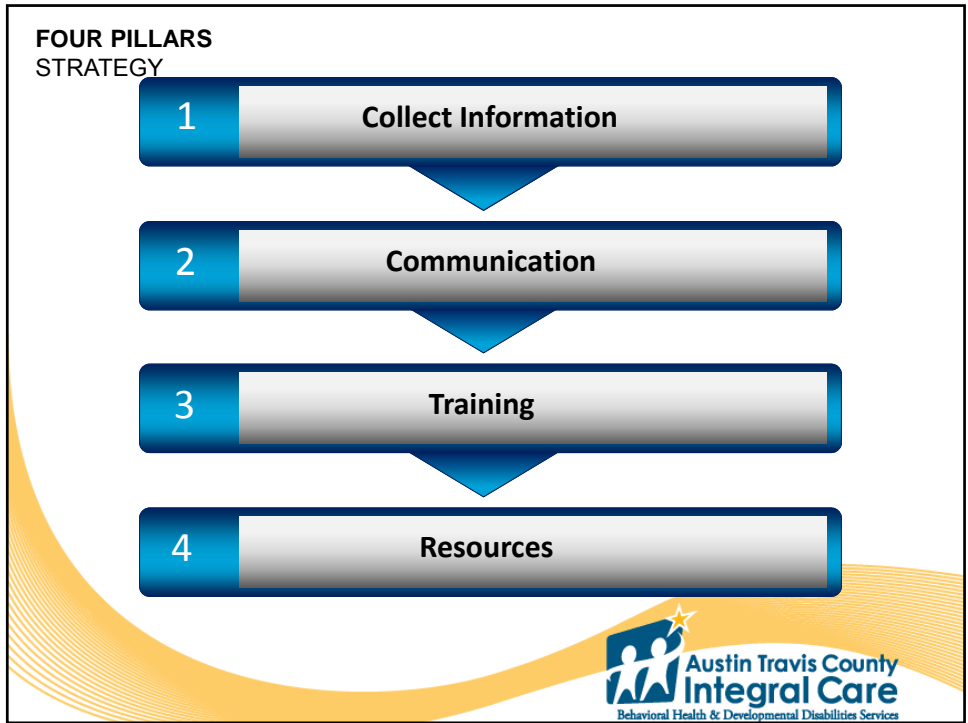 FOUR PILLARS
STRATEGY
1 Collect Information
2 Communication
3 Training
4 Resources
Austin Travis County
Integral Care
Behavioral Health & Developmental Disabilities Services